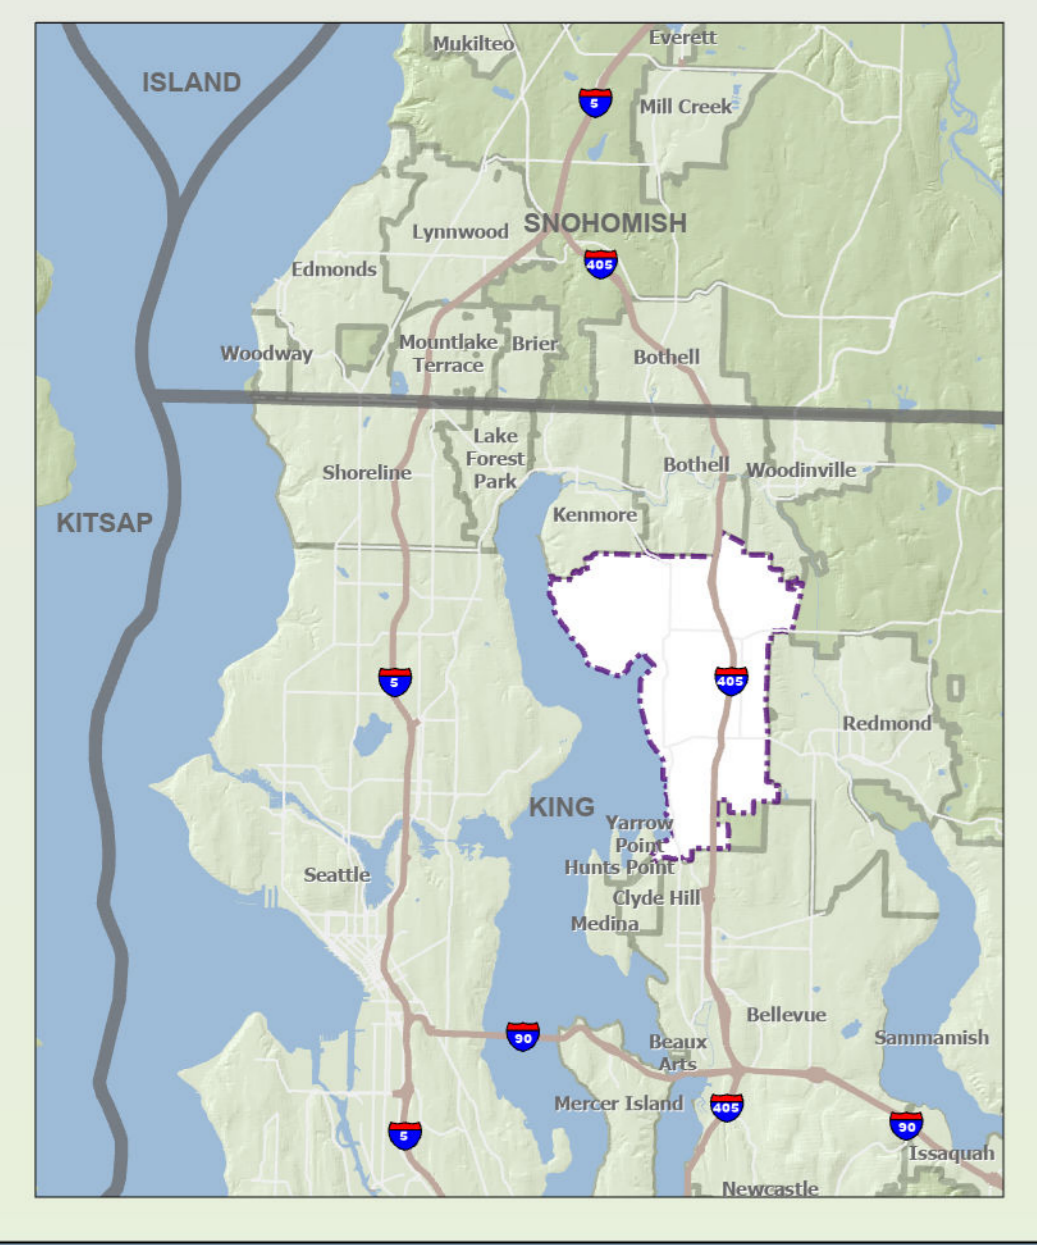 Mukilteo
Everett
ISLAND
5
Mill Creek
Lynnwood
SNOHOMISH
405
Edmonds
Woodway
Mountlake
Terrace
Brier
Bothell
Lake
Forest
Park
Shoreline
Bothell
Woodinville
KITSAP
Kenmore
5
405
Redmond
KING
Yarrow
Point
Hunts Point
Seattle
Clyde Hill
Medina
Bellevue
90
Beaux
Arts
Sammamish
Mercer Island
405
5
90
Issaquah
Newcastle